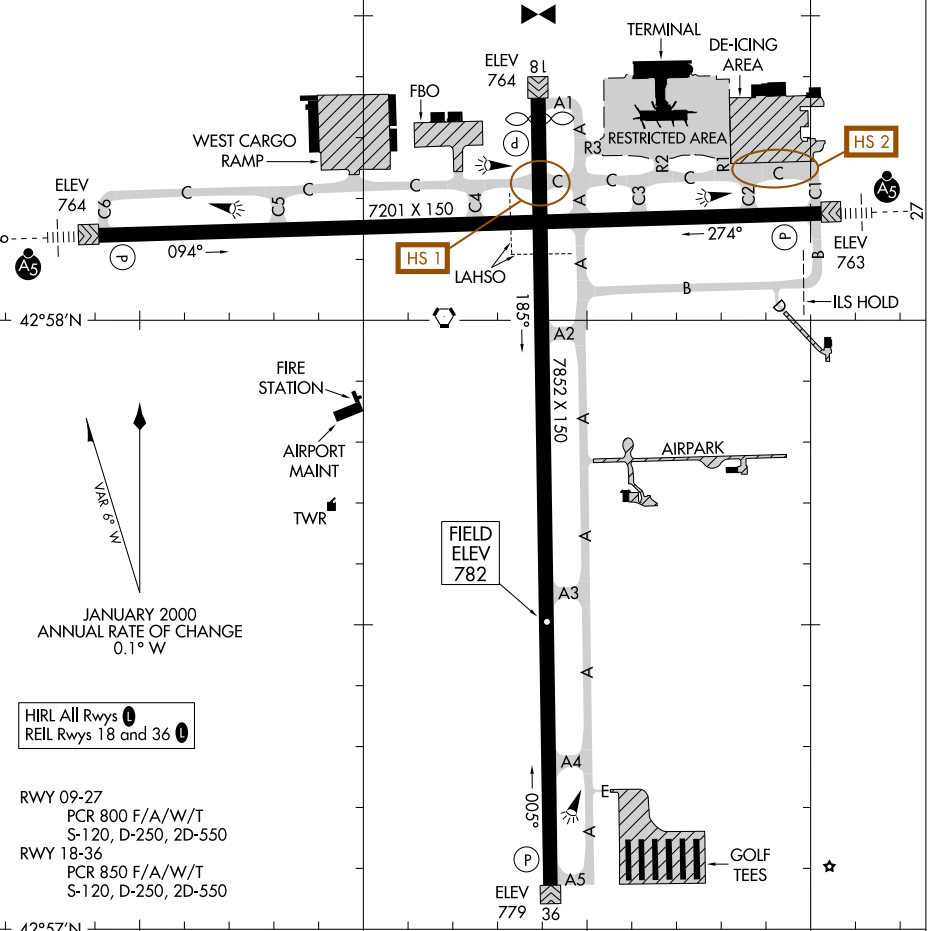 TERMINAL
ELEV
764
18
DE-ICING
AREA
FBO
A1
A
RESTRICTED AREA
WEST CARGO
RAMP
P
R3
R2
R1
HS 2
ELEV
764
C
C
C
C
C
C
C
C6
C5
C4
C3
C2
C1
A
A5
7201 X 150
27
9
094°
274°
P
P
ELEV
763
HS 1
A5
LAHSO
A
B
B
185°
D
ILS HOLD
42°58'N
A2
7852 X 150
FIRE
STATION
A
AIRPORT
MAINT
AIRPARK
VAR 6° W
TWR
A
FIELD
ELEV
782
A3
JANUARY 2000
ANNUAL RATE OF CHANGE
0.1° W
A
HIRL All Rwys L
REIL Rwys 18 and 36 L
A4
005°
E
A
RWY 09-27
PCR 800 F/A/W/T
S-120, D-250, 2D-550
RWY 18-36
PCR 850 F/A/W/T
S-120, D-250, 2D-550
P
GOLF
TEES
A5
ELEV
779
36
42°57'N